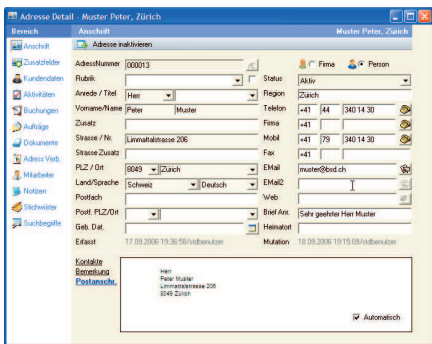 Adresse Detail - Muster Peter, Zürich
Bereich Anschrift Muster Peter, Zürich
Anschrift
Adresse inaktivieren
Zusatzfelder
AdressNummer 000013 Firma Person
Kundendaten
Rubrik Status Aktiv
Aktivitäten
Anrede / Titel Herr Region Zürich
Buchungen
Vorname/Name Peter Muster Telefon +41 44 340 14 30
Aufträge
Zusatz Firma +41
Dokumente
Strasse / Nr. Limmattalstrasse 206 Mobil +41 79 340 14 30
Adress Verb.
Strasse Zusatz Fax +41
Mitarbeiter
PLZ / Ort 8049 Zürich EMail muster@bsd.ch
Notizen
Land/Sprache Schweiz Deutsch EMail2
Stichwörter
Postfach Web
Suchbegriffe
Postf. PLZ/Ort Brief Anr. Sehr geehrter Herr Muster
Geb. Dat. Heimatort
Erfasst 17.09.2006 19:36:58/stdbenutzer Mutation 18.09.2006 19:15:09/stdbenutzer
Kontakte
Bemerkung
Postanschr.
Herr
Peter Muster
Limmattalstrasse 206
8049 Zürich
Automatisch